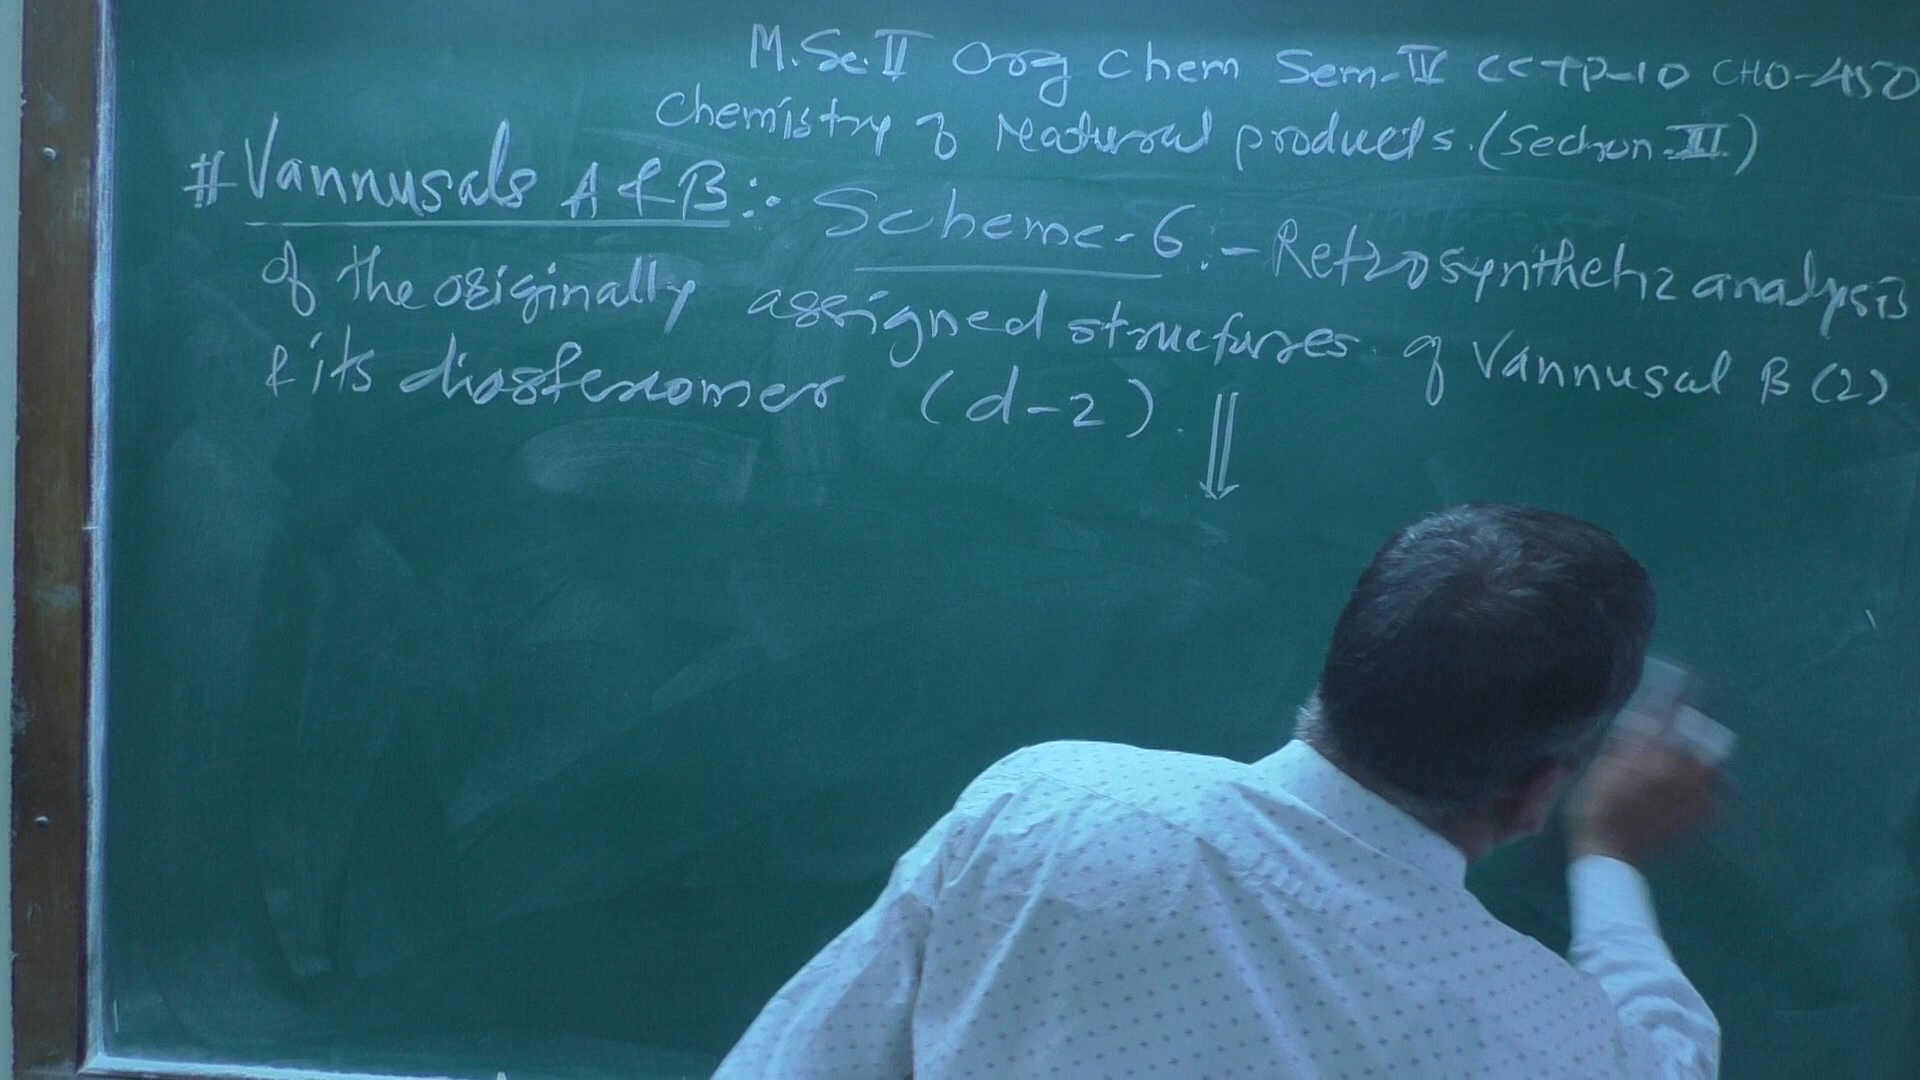 M.Sc.II Org Chem Sem-IV CCTP-10 CHO-450
Chemistry of Natural products. (Section-III)
# Vannusals A & B :- Scheme-6 :- Retrosynthetic analysis
of the originally assigned structures of Vannusal B (2)
& its diastereomer (d-2).